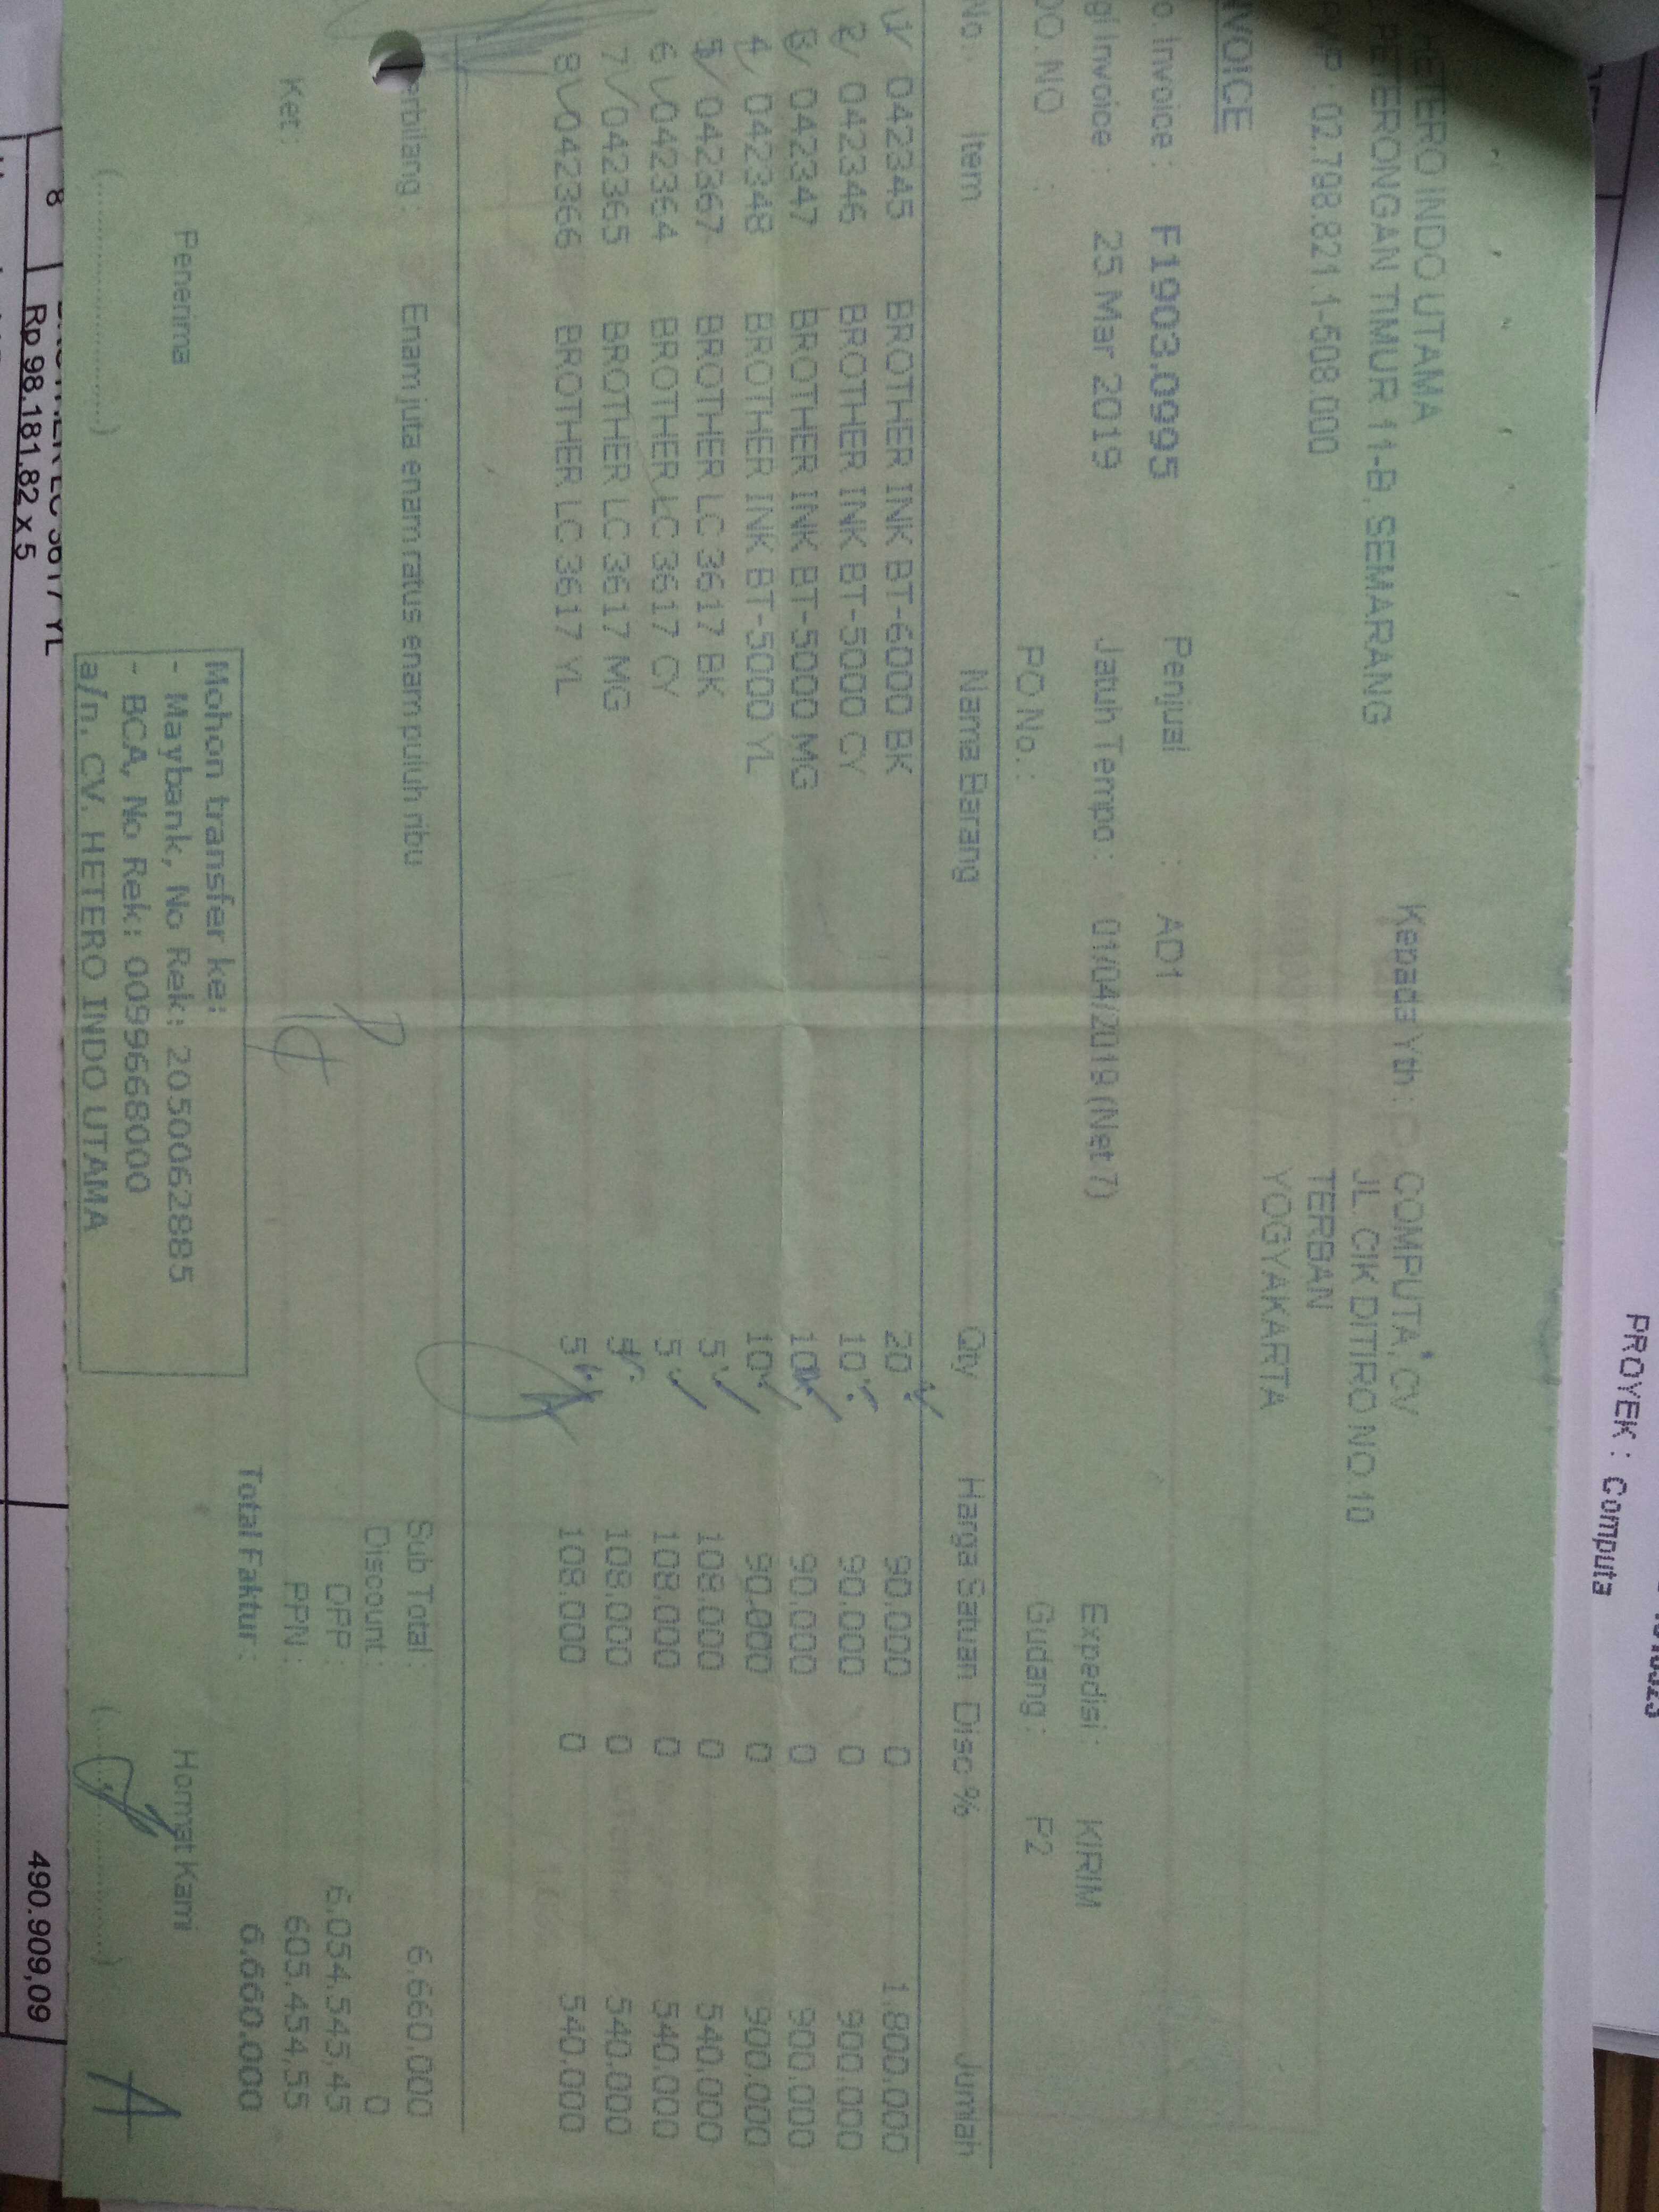 HETERO INDO UTAMA
PETERONGAN TIMUR 11-B, SEMARANG
: 02.798.821.1-508.000
Kepada Yth : COMPUTA, CV
JL. CIK DITIRO NO 10
TERBAN
YOGYAKARTA
INVOICE
o Invoice : F1903.0995 Penjual : AD1
gl Invoice : 25 Mar 2019 Jatuh Tempo : 01/04/2019 (Net 7) Expedisi : KIRIM
DO. NO : PO No. : Gudang : P2
No. Item Nama Barang Qty Harga Satuan Disc % Jumlah
1 042345 BROTHER INK BT-6000 BK 20 90.000 0 1.800.000
2 042346 BROTHER INK BT-5000 CY 10 90.000 0 900.000
3 042347 BROTHER INK BT-5000 MG 10 90.000 0 900.000
4 042348 BROTHER INK BT-5000 YL 10 90.000 0 900.000
5 042367 BROTHER LC 3617 BK 5 108.000 0 540.000
6 042364 BROTHER LC 3617 CY 5 108.000 0 540.000
7 042365 BROTHER LC 3617 MG 5 108.000 0 540.000
8 042366 BROTHER LC 3617 YL 5 108.000 0 540.000
erbilang : Enam juta enam ratus enam puluh ribu
Sub Total : 6.660.000
Discount : 0
DPP : 6.054.545,45
PPN : 605.454,55
Total Faktur : 6.660.000
Ket :
Penerima
Hormat Kami
(....................)
(....................)
Mohon transfer ke:
- Maybank, No Rek: 2050062885
- BCA, No Rek: 0099668000
a/n. CV. HETERO INDO UTAMA
PROYEK : Computa
8
Rp 98.181,82 x 5
490.909,09